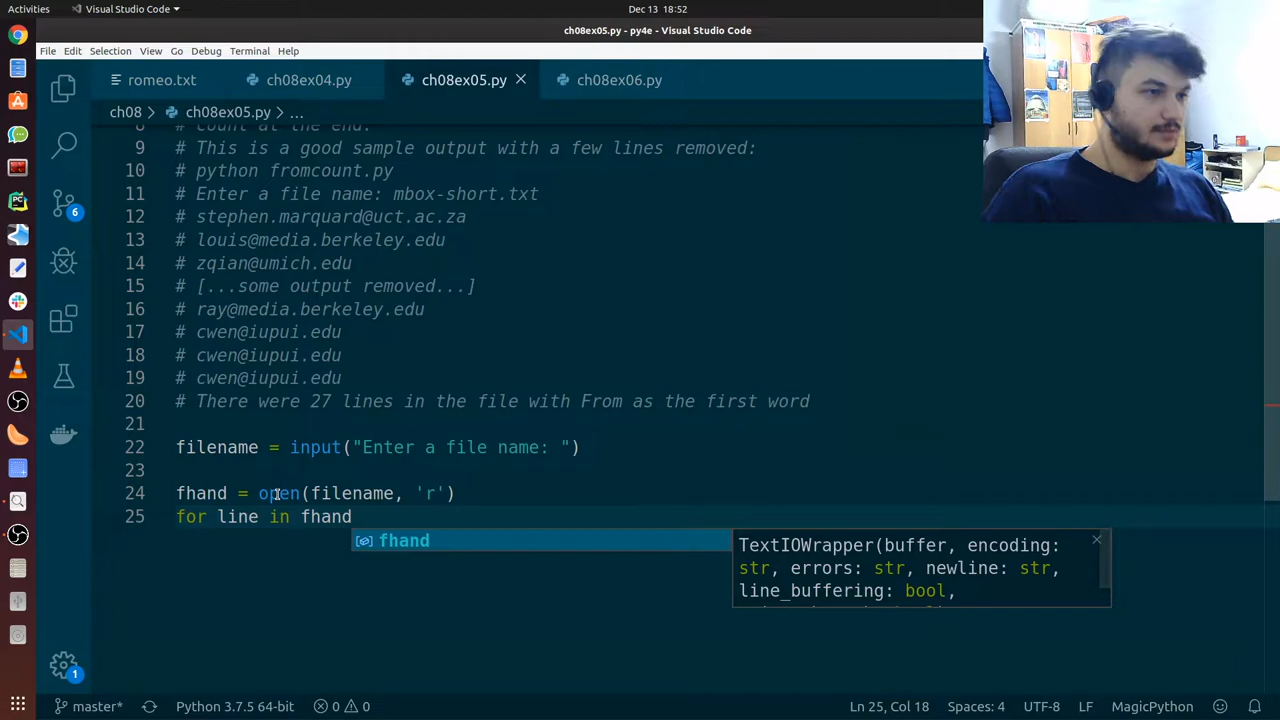 Activities
Visual Studio Code
Dec 13 18:52
ch08ex05.py - py4e - Visual Studio Code
File Edit Selection View Go Debug Terminal Help
romeo.txt
ch08ex04.py
ch08ex05.py
ch08ex06.py
ch08 > ch08ex05.py > ...
# count at the end.
9 # This is a good sample output with a few lines removed:
10 # python fromcount.py
11 # Enter a file name: mbox-short.txt
12 # stephen.marquard@uct.ac.za
13 # louis@media.berkeley.edu
14 # zqian@umich.edu
15 # [...some output removed...]
16 # ray@media.berkeley.edu
17 # cwen@iupui.edu
18 # cwen@iupui.edu
19 # cwen@iupui.edu
20 # There were 27 lines in the file with From as the first word
21
22 filename = input("Enter a file name: ")
23
24 fhand = open(filename, 'r')
25 for line in fhand
fhand
TextIOWrapper(buffer, encoding:
str, errors: str, newline: str,
line_buffering: bool,
6
1
master* Python 3.7.5 64-bit 0 0 Ln 25, Col 18 Spaces: 4 UTF-8 LF MagicPython